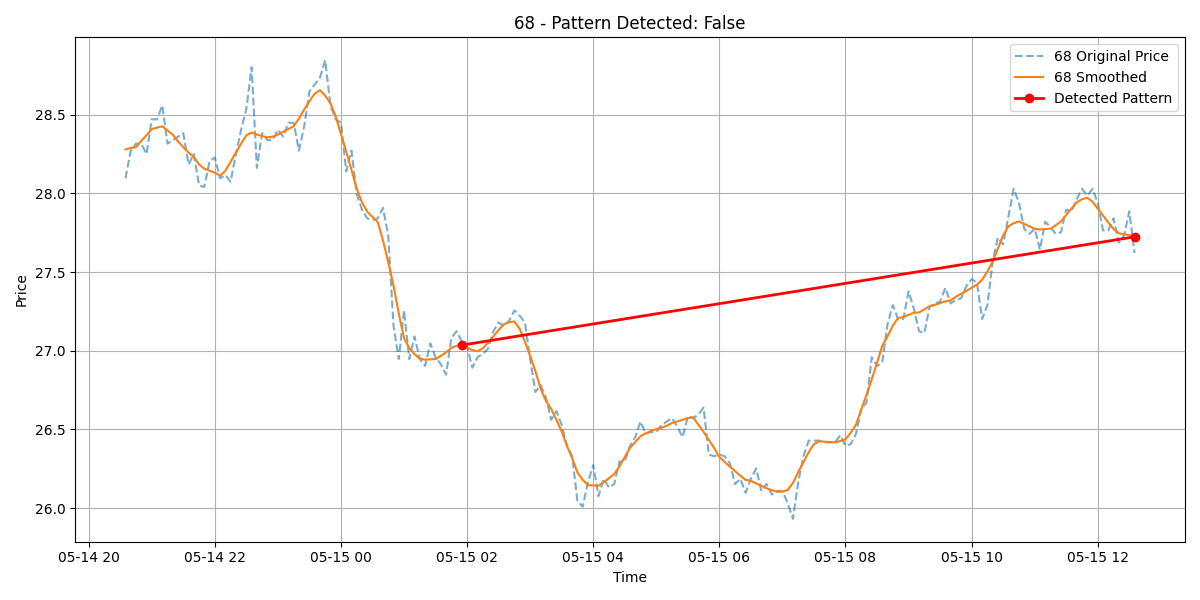 68 - Pattern Detected: False
68 Original Price
68 Smoothed
Detected Pattern
Price
28.5
28.0
27.5
27.0
26.5
26.0
05-14 20 05-14 22 05-15 00 05-15 02 05-15 04 05-15 06 05-15 08 05-15 10 05-15 12
Time